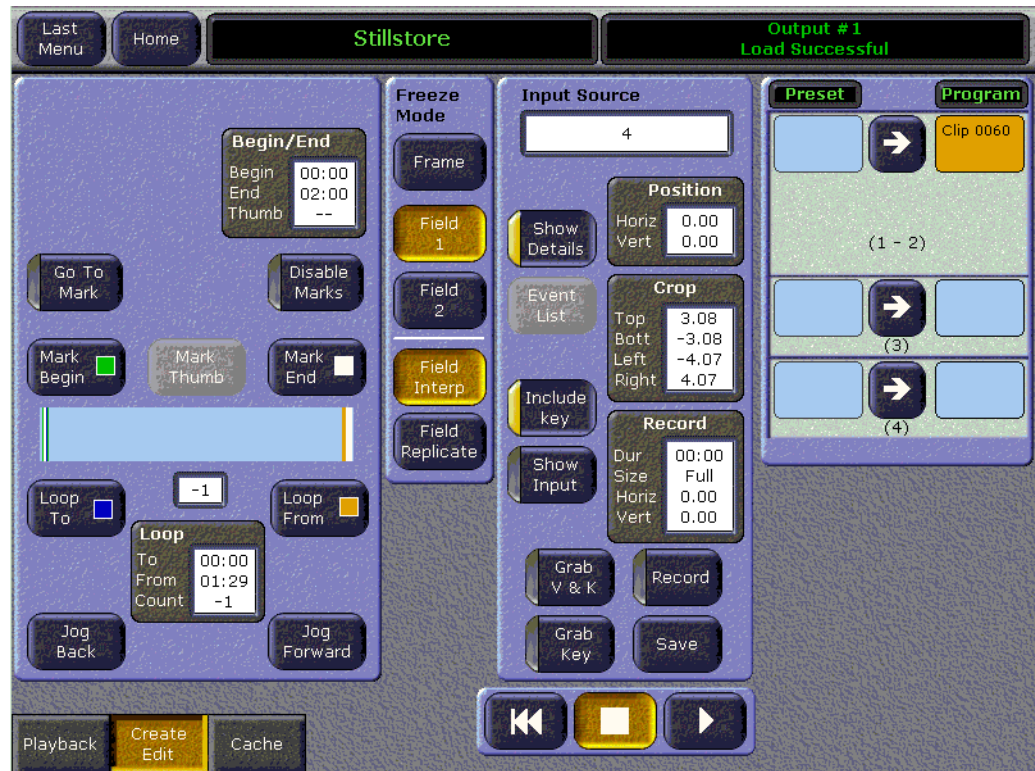 Last
Menu
Home
Stillstore
Output #1
Load Successful
Begin/End
Begin 00:00
End 02:00
Thumb --
Go To
Mark
Disable
Marks
Mark
Begin
Mark
Thumb
Mark
End
Loop
To
-1
Loop
From
Loop
To 00:00
From 01:29
Count -1
Jog
Back
Jog
Forward
Freeze
Mode
Frame
Field
1
Field
2
Field
Interp
Field
Replicate
Input Source
4
Show
Details
Position
Horiz 0.00
Vert 0.00
Event
List
Crop
Top 3.08
Bott -3.08
Left -4.07
Right 4.07
Include
key
Show
Input
Record
Dur 00:00
Size Full
Horiz 0.00
Vert 0.00
Grab
V & K
Record
Grab
Key
Save
Preset
Program
Clip 0060
(1 - 2)
(3)
(4)
Playback
Create
Edit
Cache